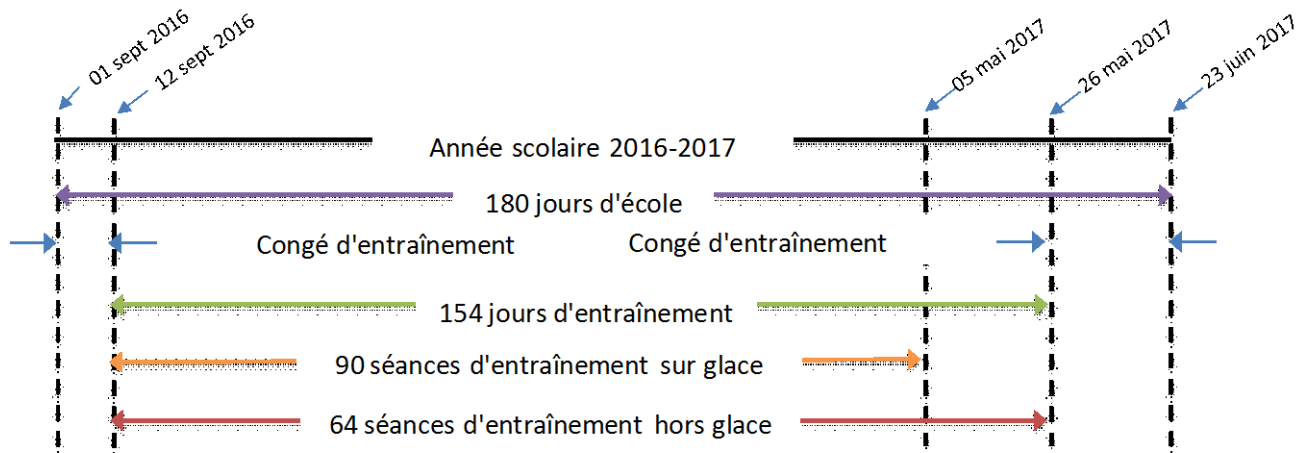 01 sept 2016
12 sept 2016
05 mai 2017
26 mai 2017
23 juin 2017
Année scolaire 2016-2017
180 jours d'école
Congé d'entraînement
Congé d'entraînement
154 jours d'entraînement
90 séances d'entraînement sur glace
64 séances d'entraînement hors glace